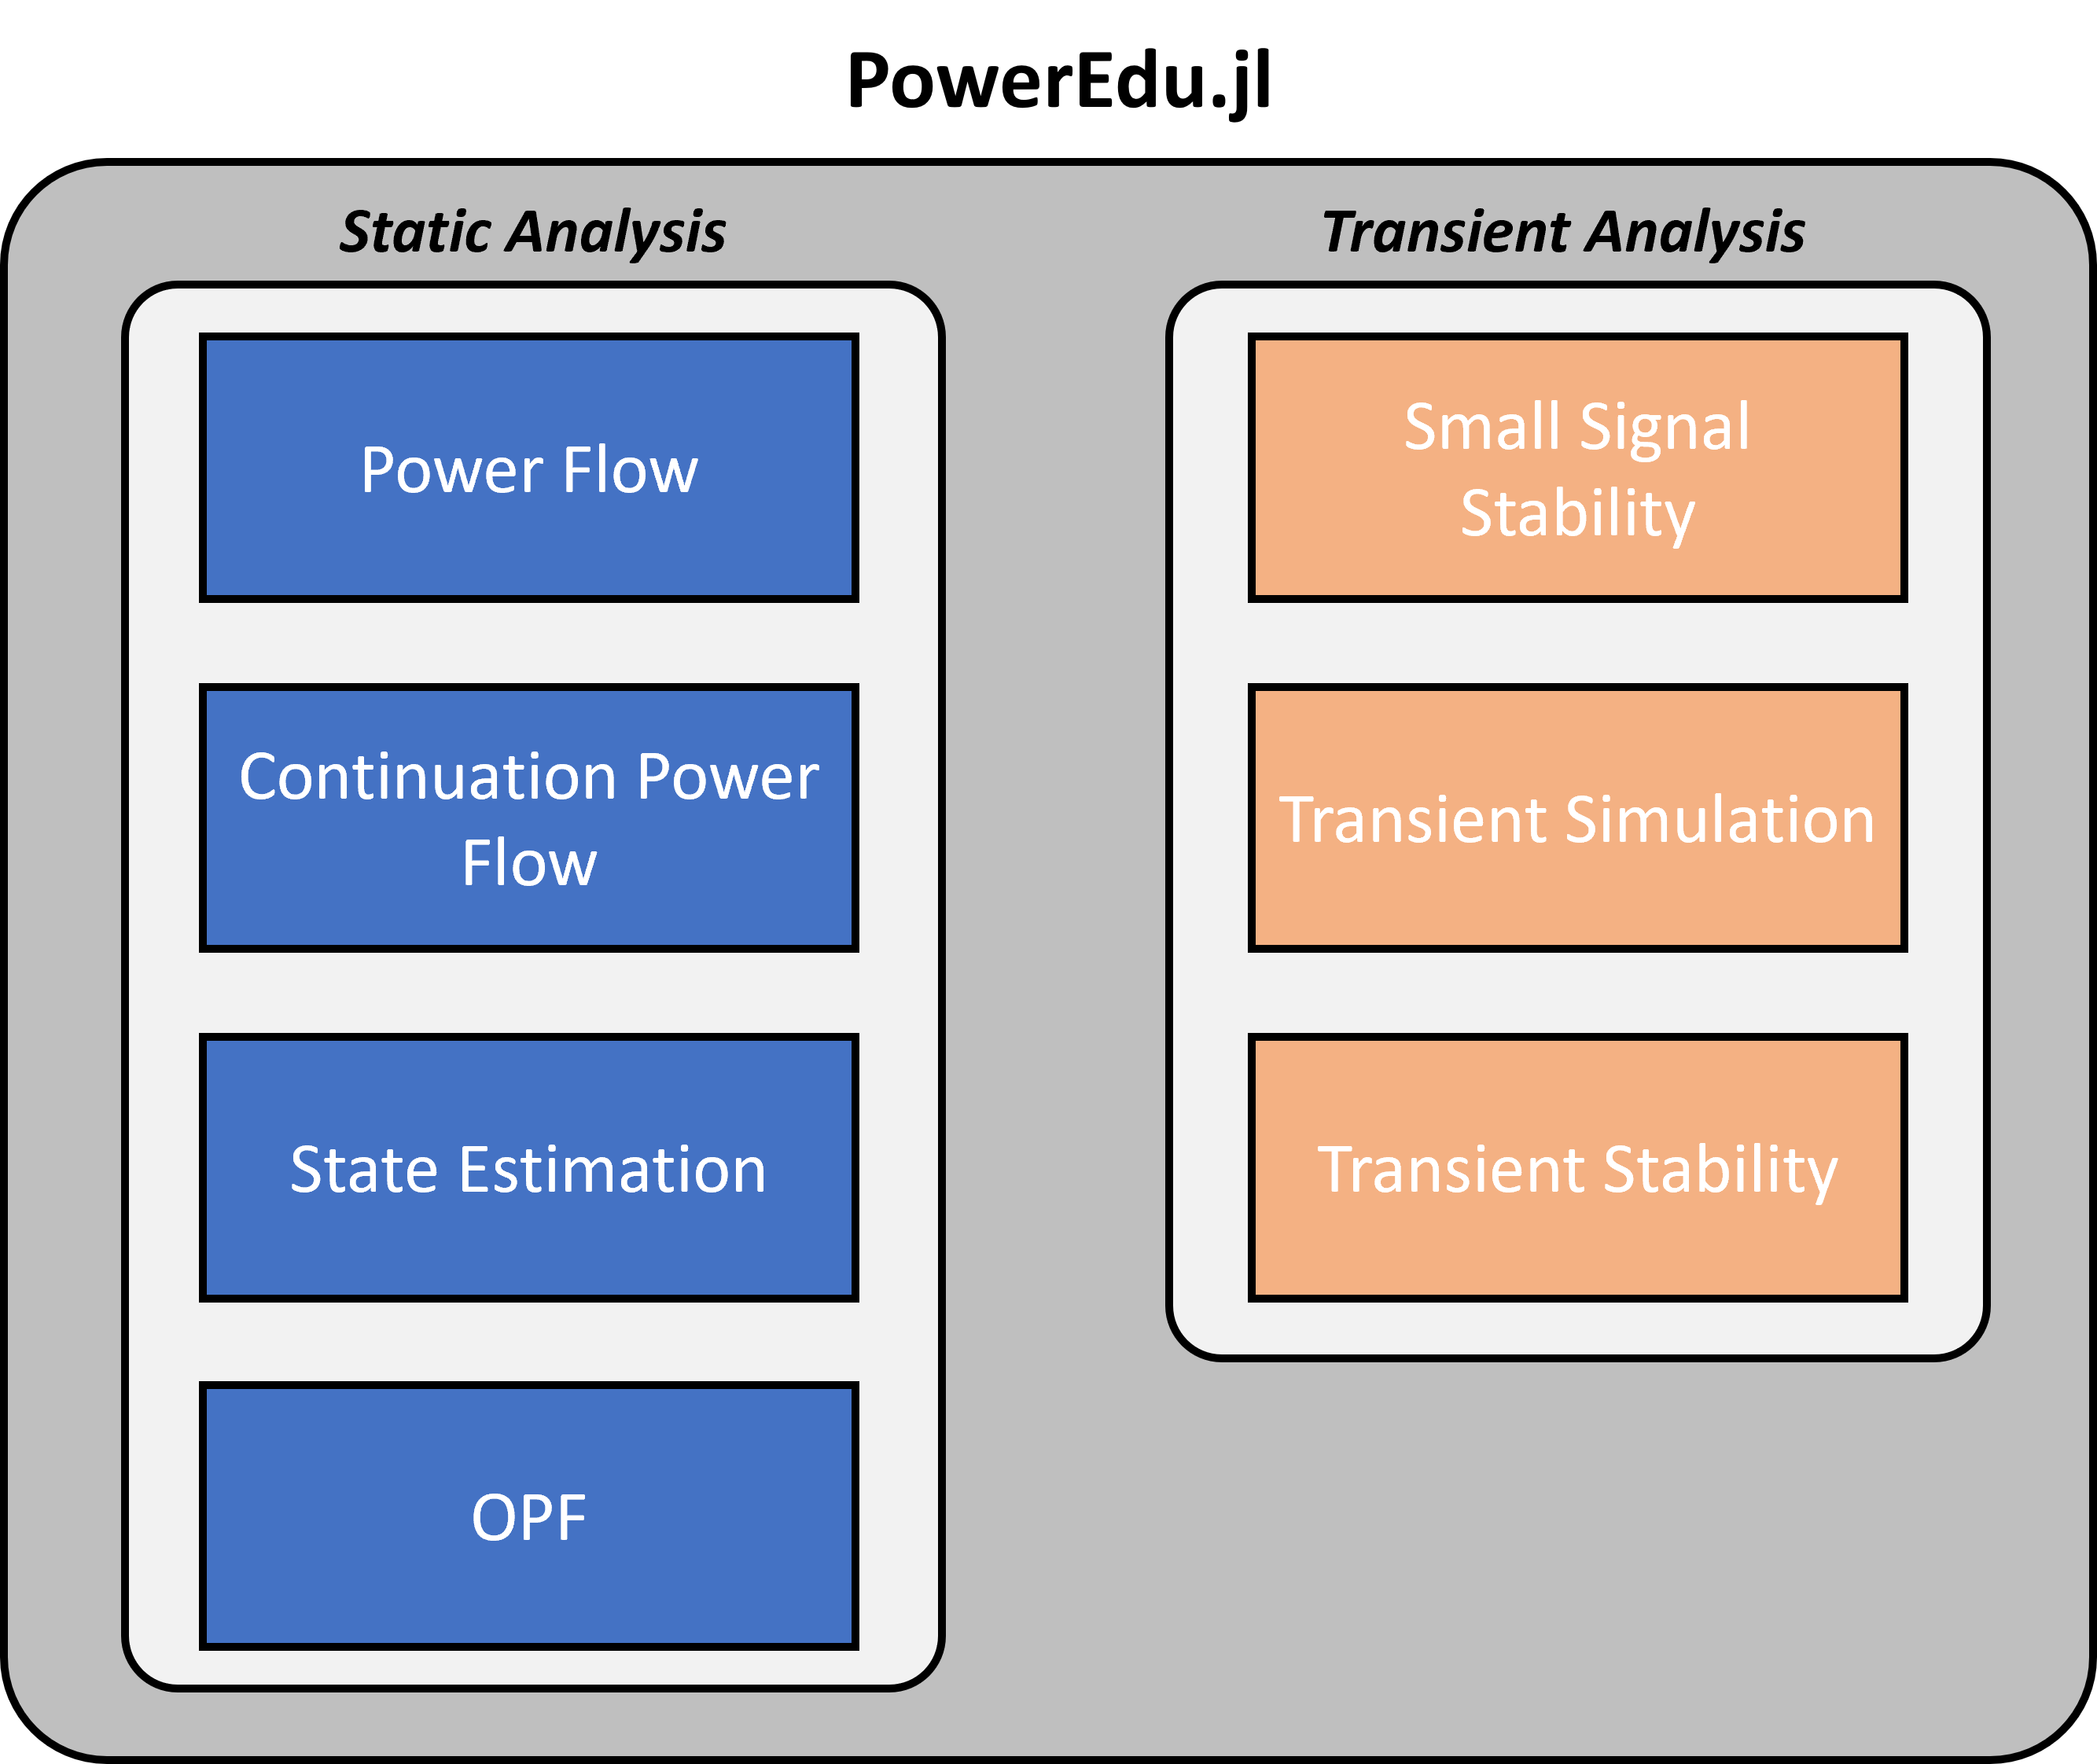 PowerEdu.jl
Static Analysis
Power Flow
Continuation Power
Flow
State Estimation
OPF
Transient Analysis
Small Signal
Stability
Transient Simulation
Transient Stability